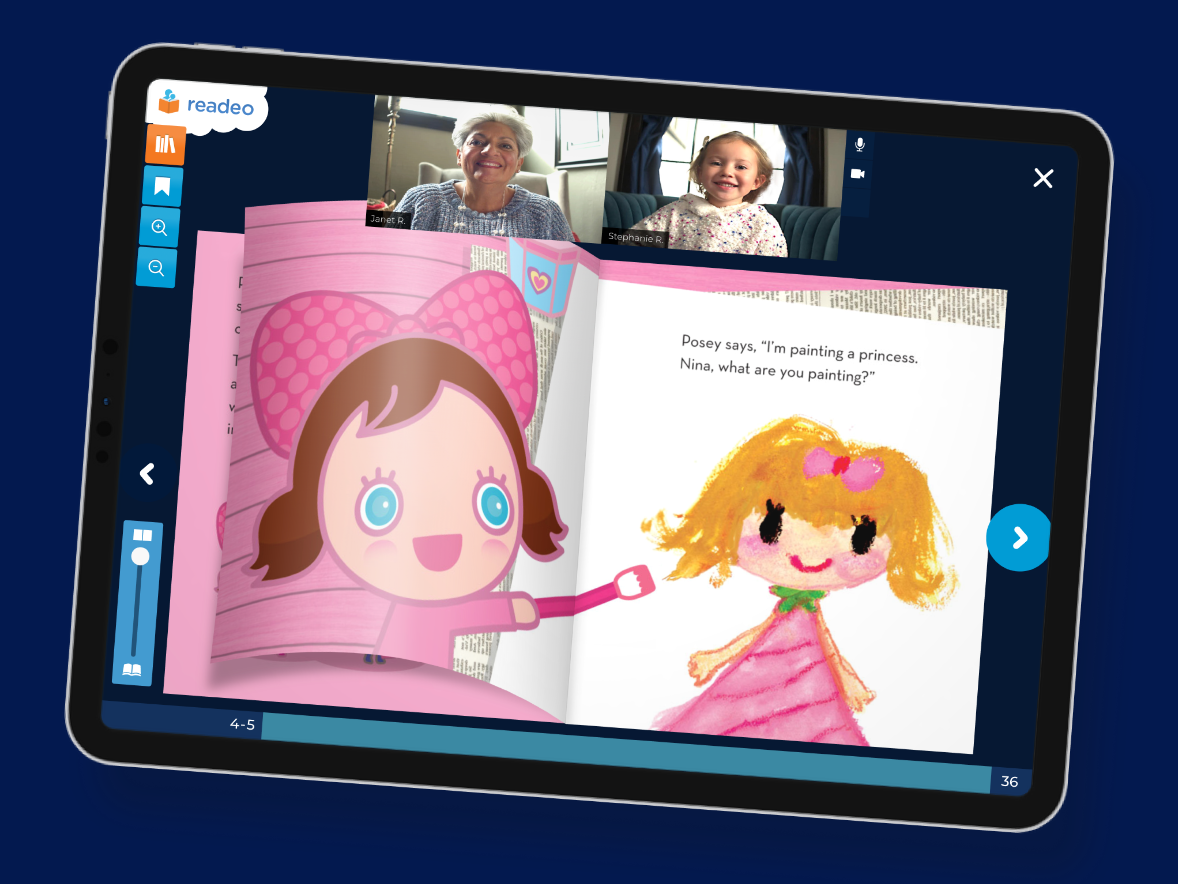 readeo
Janet R.
Stephanie R.
Posey says, “I’m painting a princess.
Nina, what are you painting?”
4-5
36